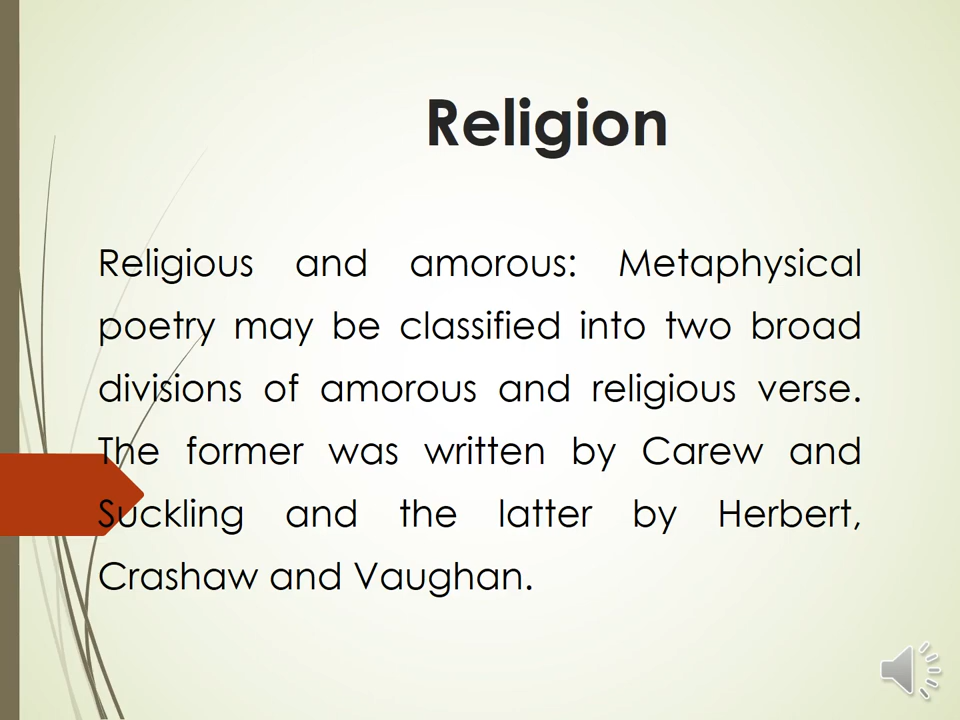 Religion
Religious and amorous: Metaphysical
poetry may be classified into two broad
divisions of amorous and religious verse.
The former was written by Carew and
Suckling and the latter by Herbert,
Crashaw and Vaughan.